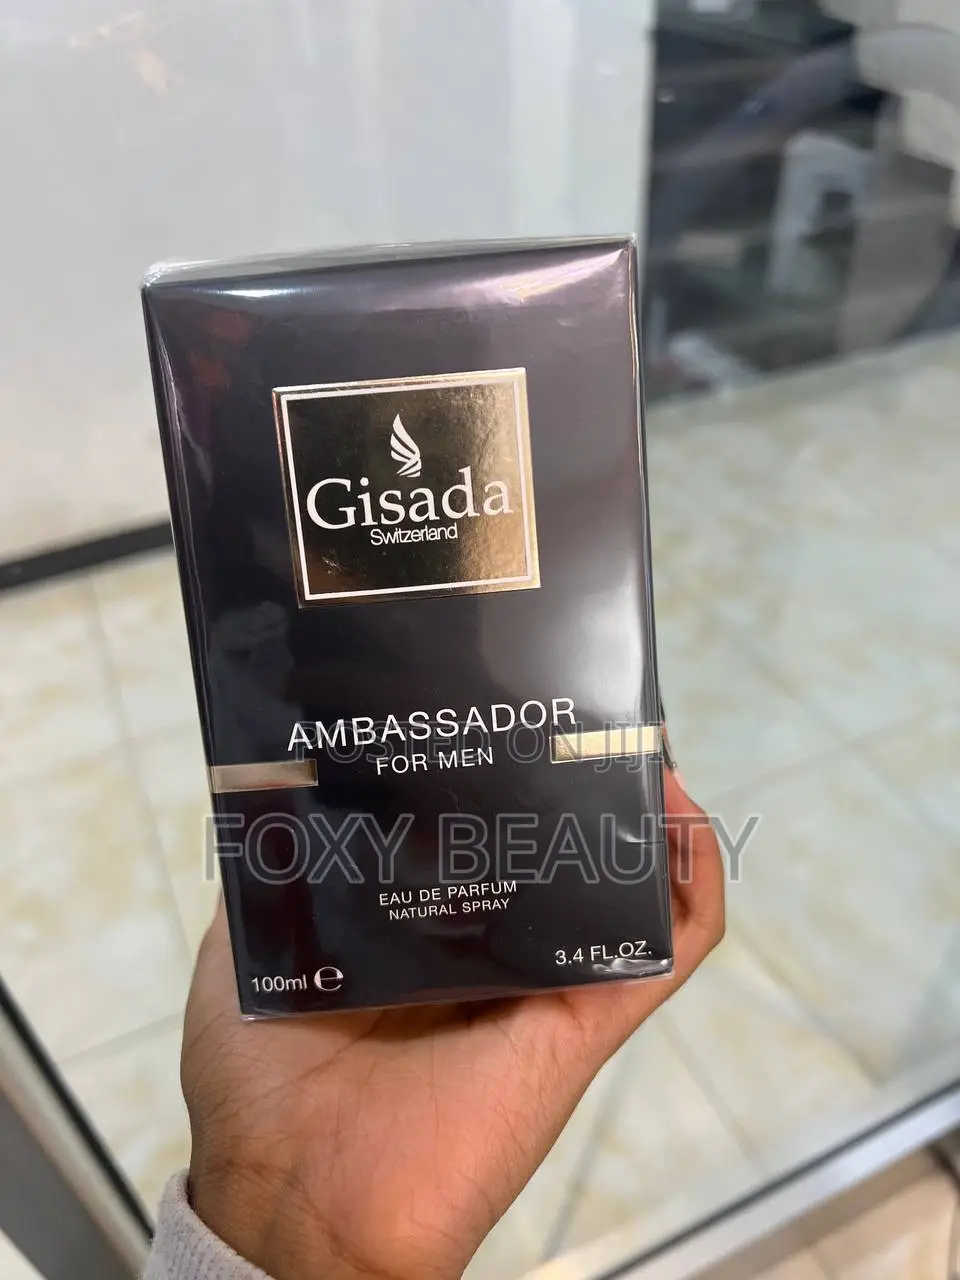 Gisada
Switzerland
AMBASSADOR
POSTED ON JIJI
FOR MEN
FOXY BEAUTY
EAU DE PARFUM
NATURAL SPRAY
100ml e
3.4 FL.OZ.